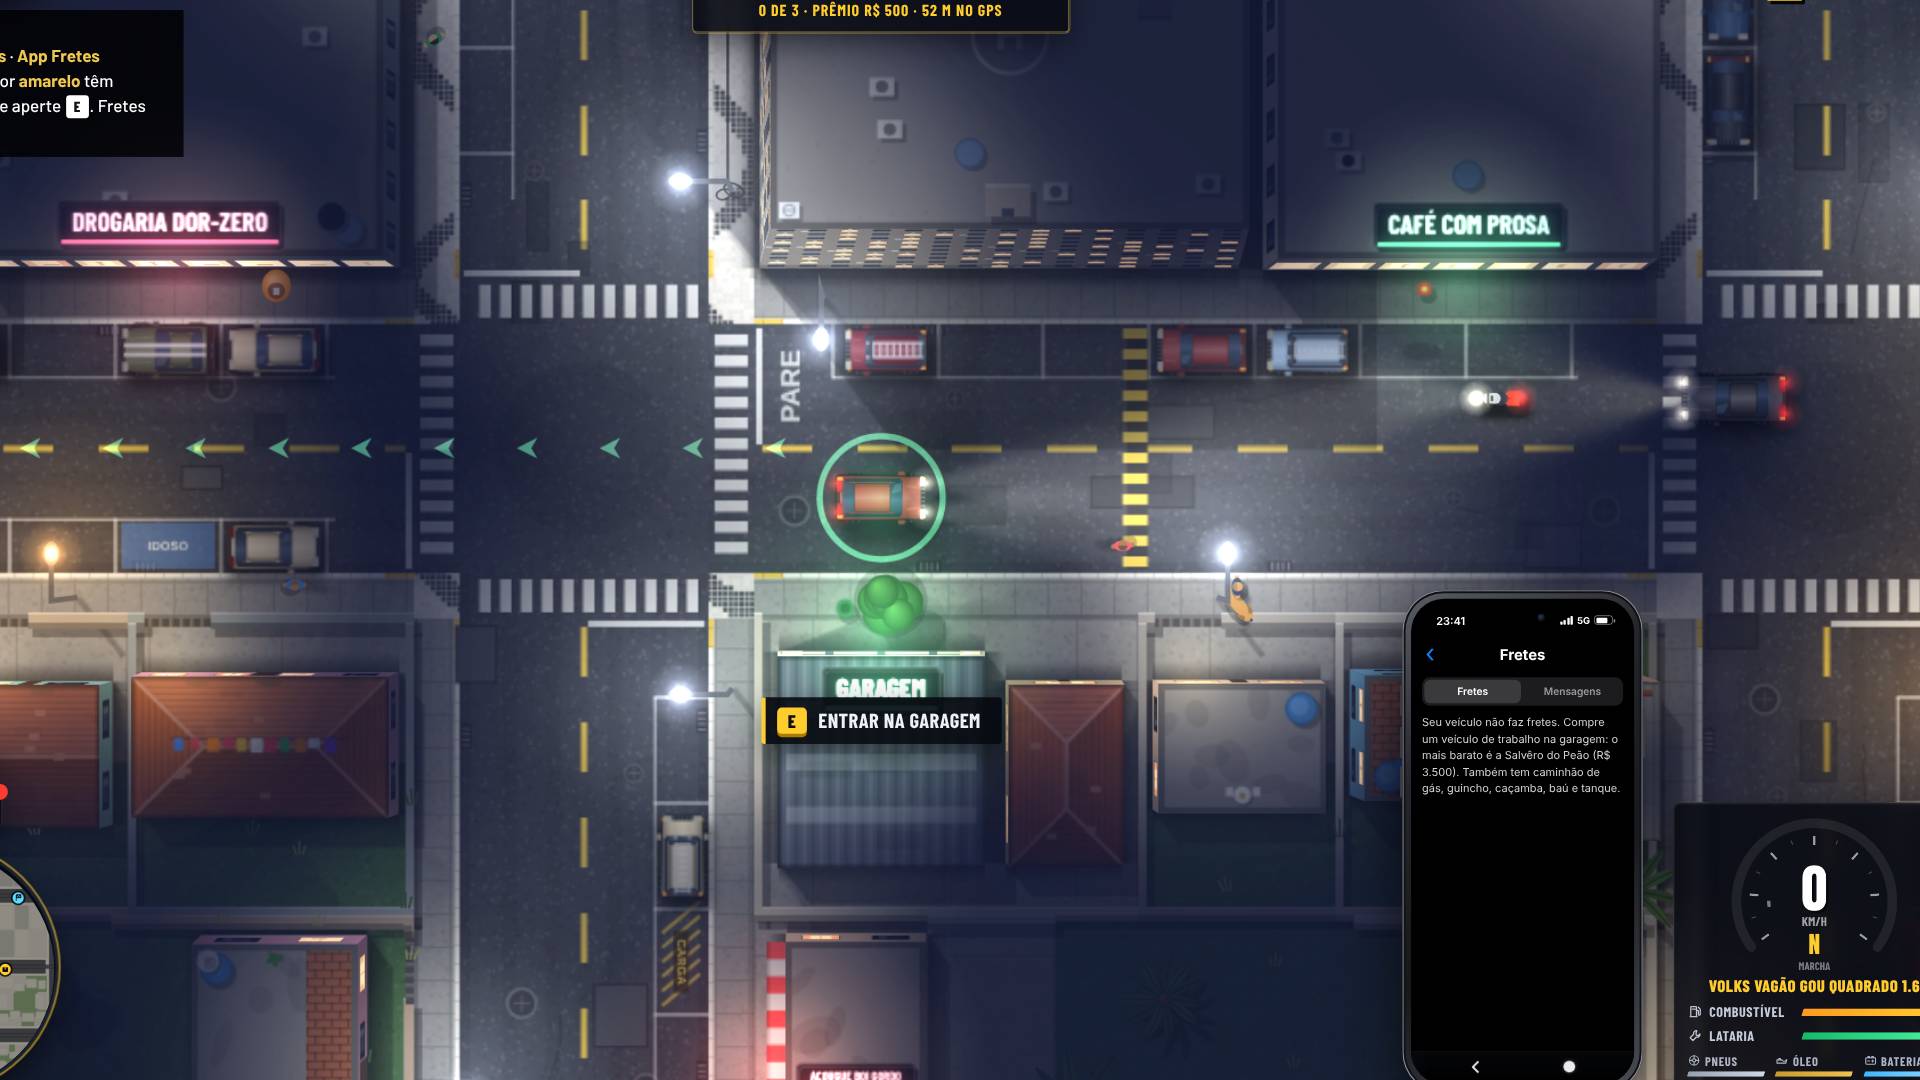 0 DE 3 · PRÊMIO R$ 500 · 52 M NO GPS
s · App Fretes
or amarelo têm
e aperte E. Fretes
DROGARIA DOR-ZERO
CAFÉ COM PROSA
PARE
IDOSO
GARAGEM
E ENTRAR NA GARAGEM
CARGA
23:41 5G
Fretes
Fretes Mensagens
Seu veículo não faz fretes. Compre
um veículo de trabalho na garagem: o
mais barato é a Salvêro do Peão (R$
3.500). Também tem caminhão de
gás, guincho, caçamba, baú e tanque.
0
KM/H
N
MARCHA
VOLKS VAGÃO GOU QUADRADO 1.6
COMBUSTÍVEL
LATARIA
PNEUS ÓLEO BATERIA